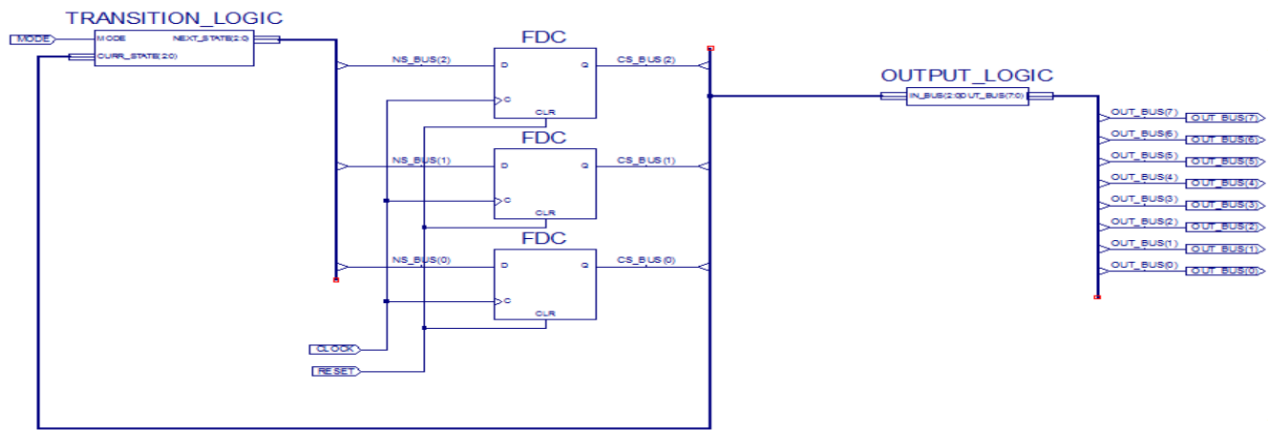 TRANSITION_LOGIC
MODE
MODE
NEXT_STATE(2:0)
CURR_STATE(2:0)
FDC
NS_BUS(2)
D
Q
CS_BUS(2)
C
CLR
FDC
NS_BUS(1)
D
Q
CS_BUS(1)
C
CLR
FDC
NS_BUS(0)
D
Q
CS_BUS(0)
C
CLR
CLOCK
RESET
OUTPUT_LOGIC
IN_BUS(2:0)
OUT_BUS(7:0)
OUT_BUS(7)
OUT_BUS(7)
OUT_BUS(6)
OUT_BUS(6)
OUT_BUS(5)
OUT_BUS(5)
OUT_BUS(4)
OUT_BUS(4)
OUT_BUS(3)
OUT_BUS(3)
OUT_BUS(2)
OUT_BUS(2)
OUT_BUS(1)
OUT_BUS(1)
OUT_BUS(0)
OUT_BUS(0)